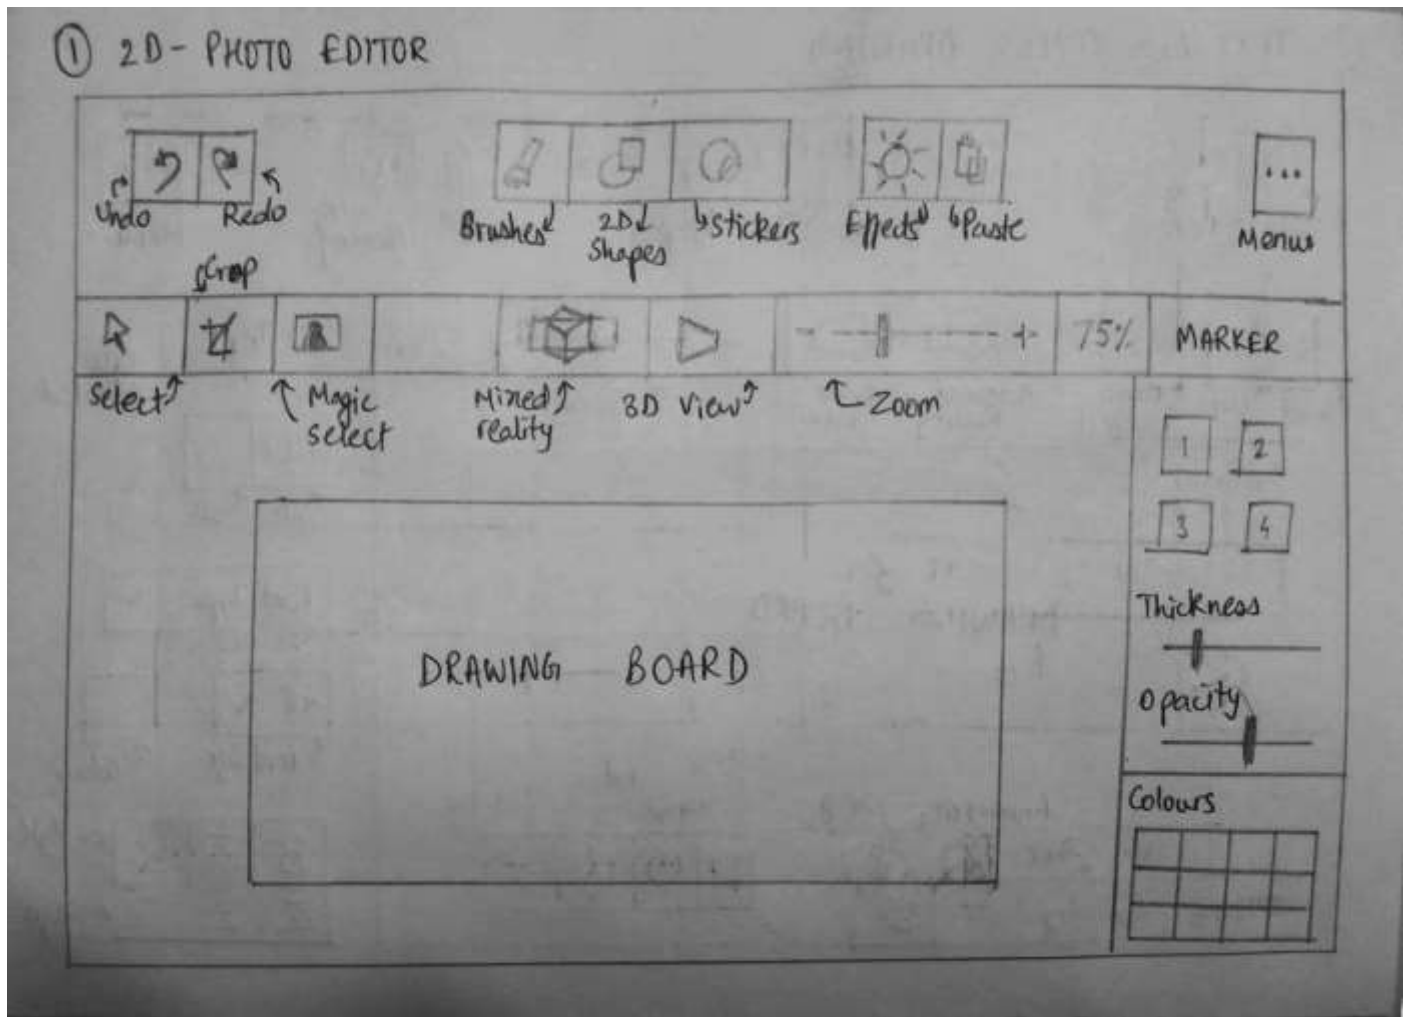 ① 2D- PHOTO EDITOR
Undo
Redo
Brushes
2D
Shapes
Stickers
Effects
Paste
...
Menus
Crop
- +
75%
MARKER
Select
Magic
select
Mixed
reality
3D View
Zoom
1 2
3 4
Thickness
Opacity
DRAWING BOARD
Colours